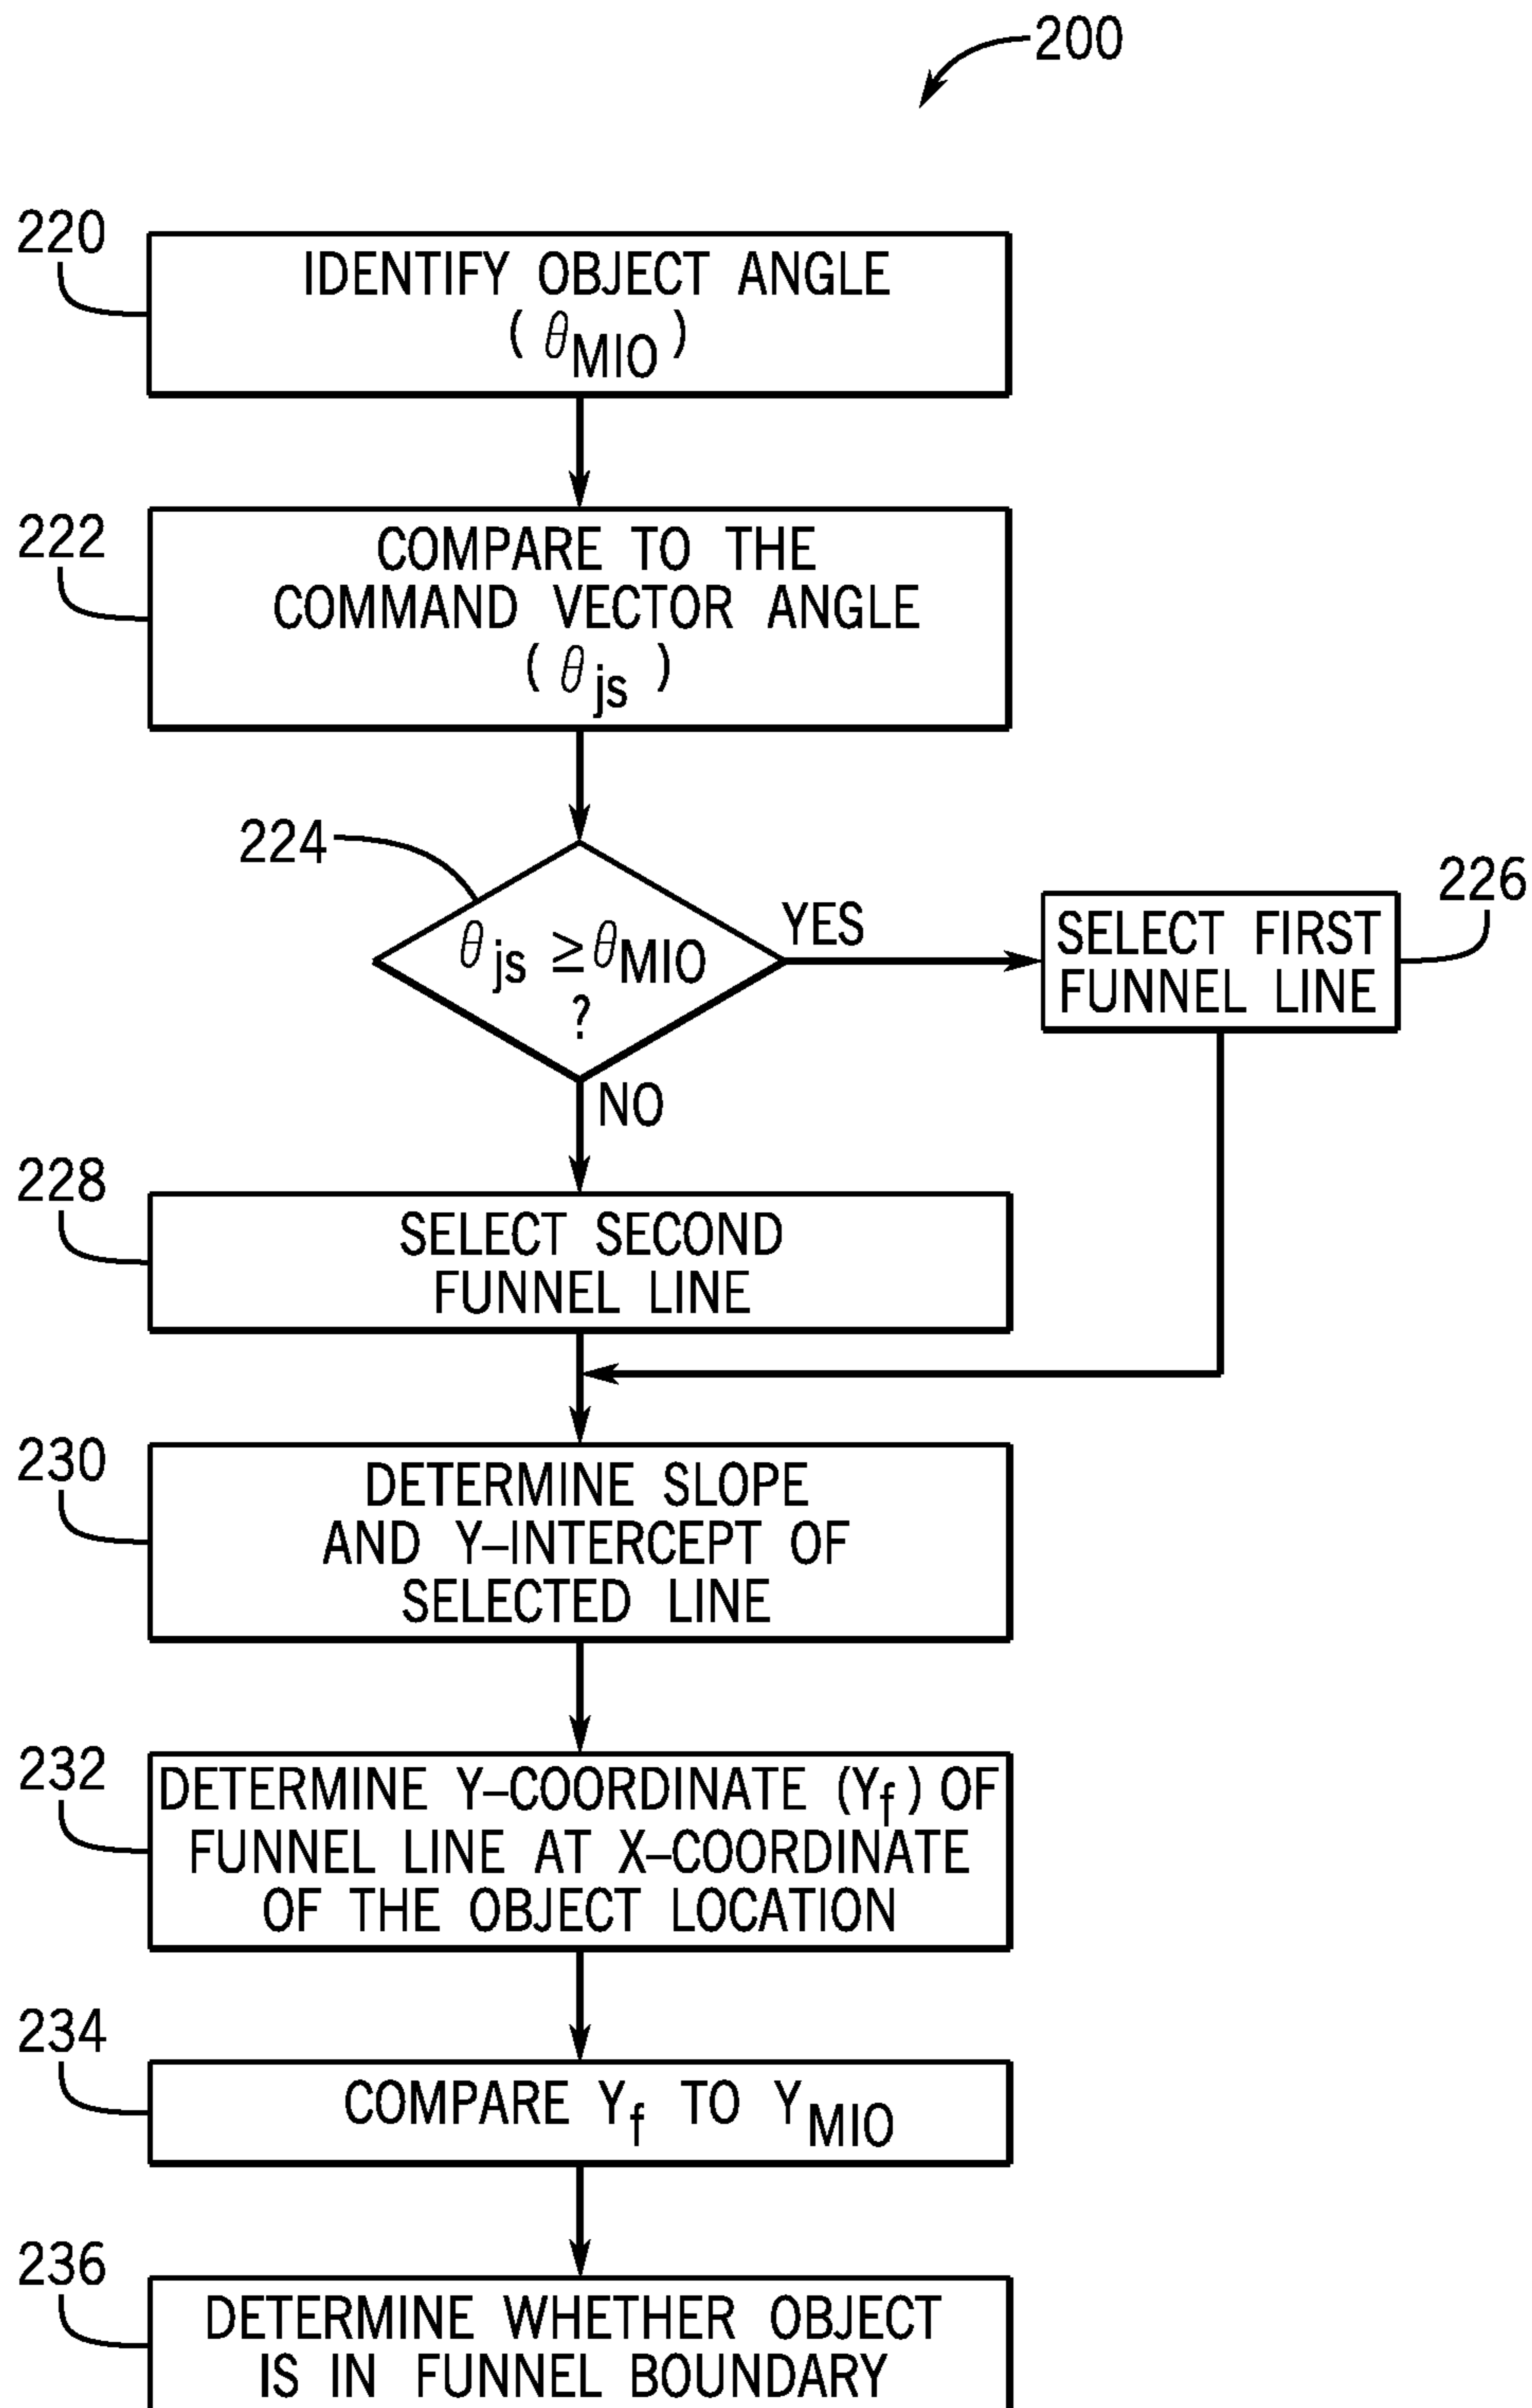 200
220
IDENTIFY OBJECT ANGLE
( θMIO )
222
COMPARE TO THE
COMMAND VECTOR ANGLE
( θjs )
224
θjs ≥ θMIO
?
YES
226
SELECT FIRST
FUNNEL LINE
NO
228
SELECT SECOND
FUNNEL LINE
230
DETERMINE SLOPE
AND Y–INTERCEPT OF
SELECTED LINE
232
DETERMINE Y–COORDINATE (Yf) OF
FUNNEL LINE AT X–COORDINATE
OF THE OBJECT LOCATION
234
COMPARE Yf TO YMIO
236
DETERMINE WHETHER OBJECT
IS IN FUNNEL BOUNDARY